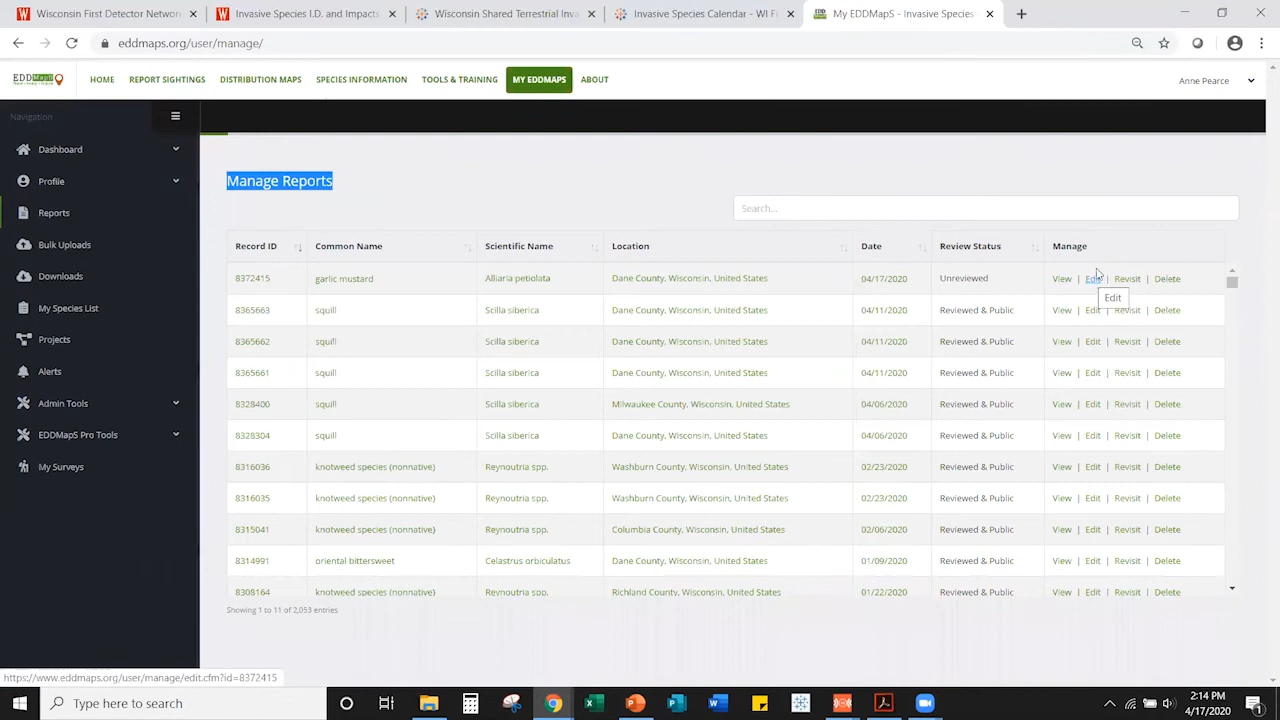 Wisconsin First Detector Network
Invasive Species I.D. and Impacts
Wisconsin Shared Terrestrial Inva
Invasive Species Calendar - WI Fi
My EDDMapS - Invasive Species
eddmaps.org/user/manage/
EDDMapS
HOME REPORT SIGHTINGS DISTRIBUTION MAPS SPECIES INFORMATION TOOLS & TRAINING MY EDDMAPS ABOUT
Anne Pearce
Navigation
Dashboard
Profile
Reports
Bulk Uploads
Downloads
My Species List
Projects
Alerts
Admin Tools
EDDMapS Pro Tools
My Surveys
Manage Reports
Search...
Record ID Common Name Scientific Name Location Date Review Status Manage
8372415 garlic mustard Alliaria petiolata Dane County, Wisconsin, United States 04/17/2020 Unreviewed View | Edit | Revisit | Delete
Edit
8365663 squill Scilla siberica Dane County, Wisconsin, United States 04/11/2020 Reviewed & Public View | Edit | Revisit | Delete
8365662 squill Scilla siberica Dane County, Wisconsin, United States 04/11/2020 Reviewed & Public View | Edit | Revisit | Delete
8365661 squill Scilla siberica Dane County, Wisconsin, United States 04/11/2020 Reviewed & Public View | Edit | Revisit | Delete
8328400 squill Scilla siberica Milwaukee County, Wisconsin, United States 04/06/2020 Reviewed & Public View | Edit | Revisit | Delete
8328304 squill Scilla siberica Dane County, Wisconsin, United States 04/06/2020 Reviewed & Public View | Edit | Revisit | Delete
8316036 knotweed species (nonnative) Reynoutria spp. Washburn County, Wisconsin, United States 02/23/2020 Reviewed & Public View | Edit | Revisit | Delete
8316035 knotweed species (nonnative) Reynoutria spp. Washburn County, Wisconsin, United States 02/23/2020 Reviewed & Public View | Edit | Revisit | Delete
8315041 knotweed species (nonnative) Reynoutria spp. Columbia County, Wisconsin, United States 02/06/2020 Reviewed & Public View | Edit | Revisit | Delete
8314991 oriental bittersweet Celastrus orbiculatus Dane County, Wisconsin, United States 01/09/2020 Reviewed & Public View | Edit | Revisit | Delete
8308164 knotweed species (nonnative) Reynoutria spp. Richland County, Wisconsin, United States 01/22/2020 Reviewed & Public View | Edit | Revisit | Delete
Showing 1 to 11 of 2,053 entries
https://www.eddmaps.org/user/manage/edit.cfm?id=8372415
Type here to search
2:14 PM
4/17/2020